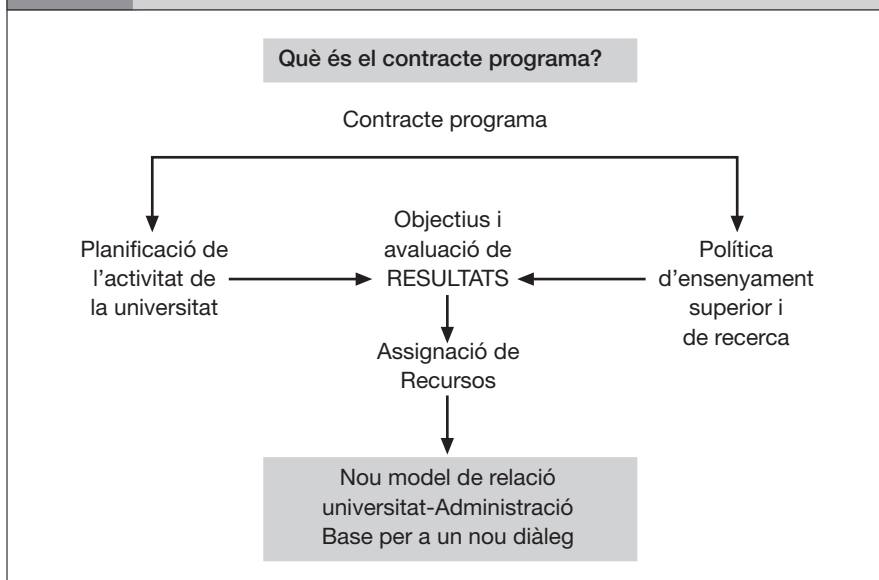 Què és el contracte programa?
Contracte programa
Planificació de
l'activitat de
la universitat
Objectius i
avaluació de
RESULTATS
Política
d'ensenyament
superior i
de recerca
Assignació de
Recursos
Nou model de relació
universitat-Administració
Base per a un nou diàleg